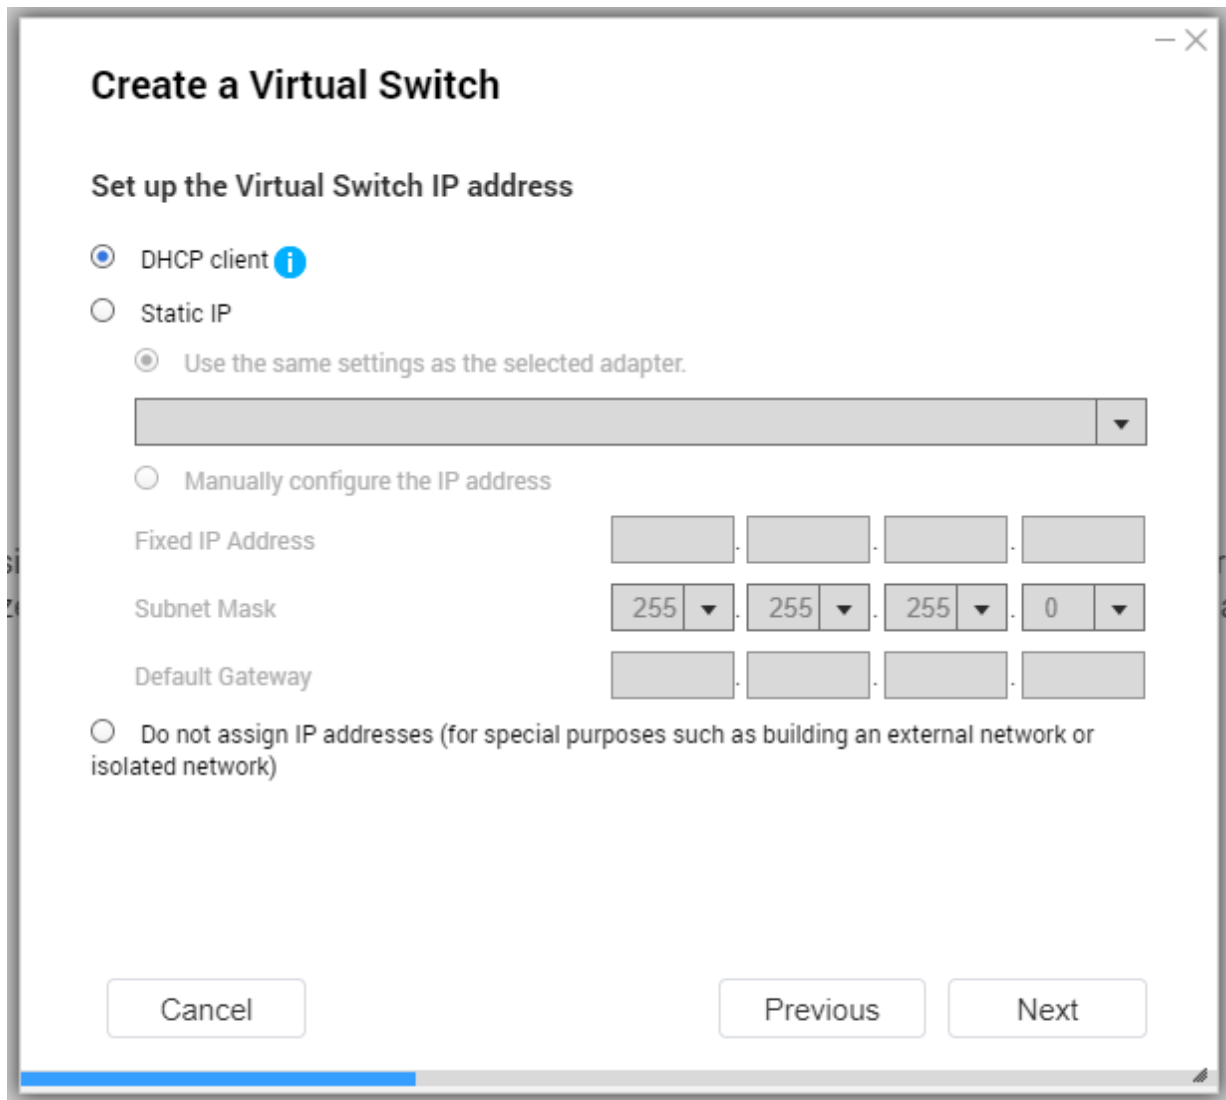 Create a Virtual Switch
Set up the Virtual Switch IP address
DHCP client
Static IP
Use the same settings as the selected adapter.
Manually configure the IP address
Fixed IP Address . . .
Subnet Mask 255 . 255 . 255 . 0
Default Gateway . . .
Do not assign IP addresses (for special purposes such as building an external network or
isolated network)
Cancel Previous Next